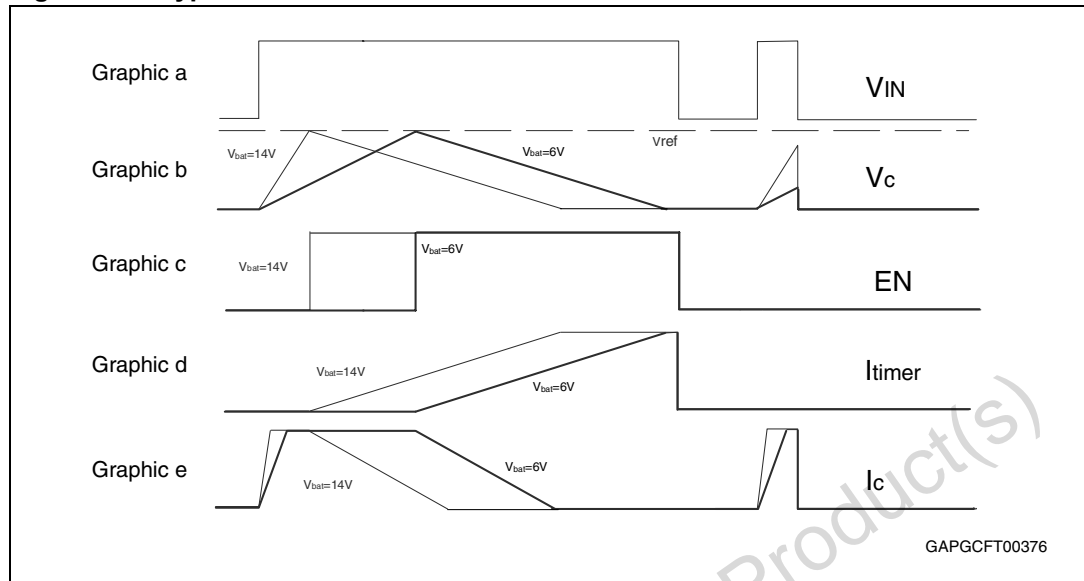 Graphic a
VIN
Vbat=14V
Vbat=6V
Vref
Graphic b
Vc
Graphic c
Vbat=14V
Vbat=6V
EN
Graphic d
Vbat=14V
Vbat=6V
Itimer
Graphic e
Vbat=14V
Vbat=6V
Ic
Product(s)
GAPGCFT00376